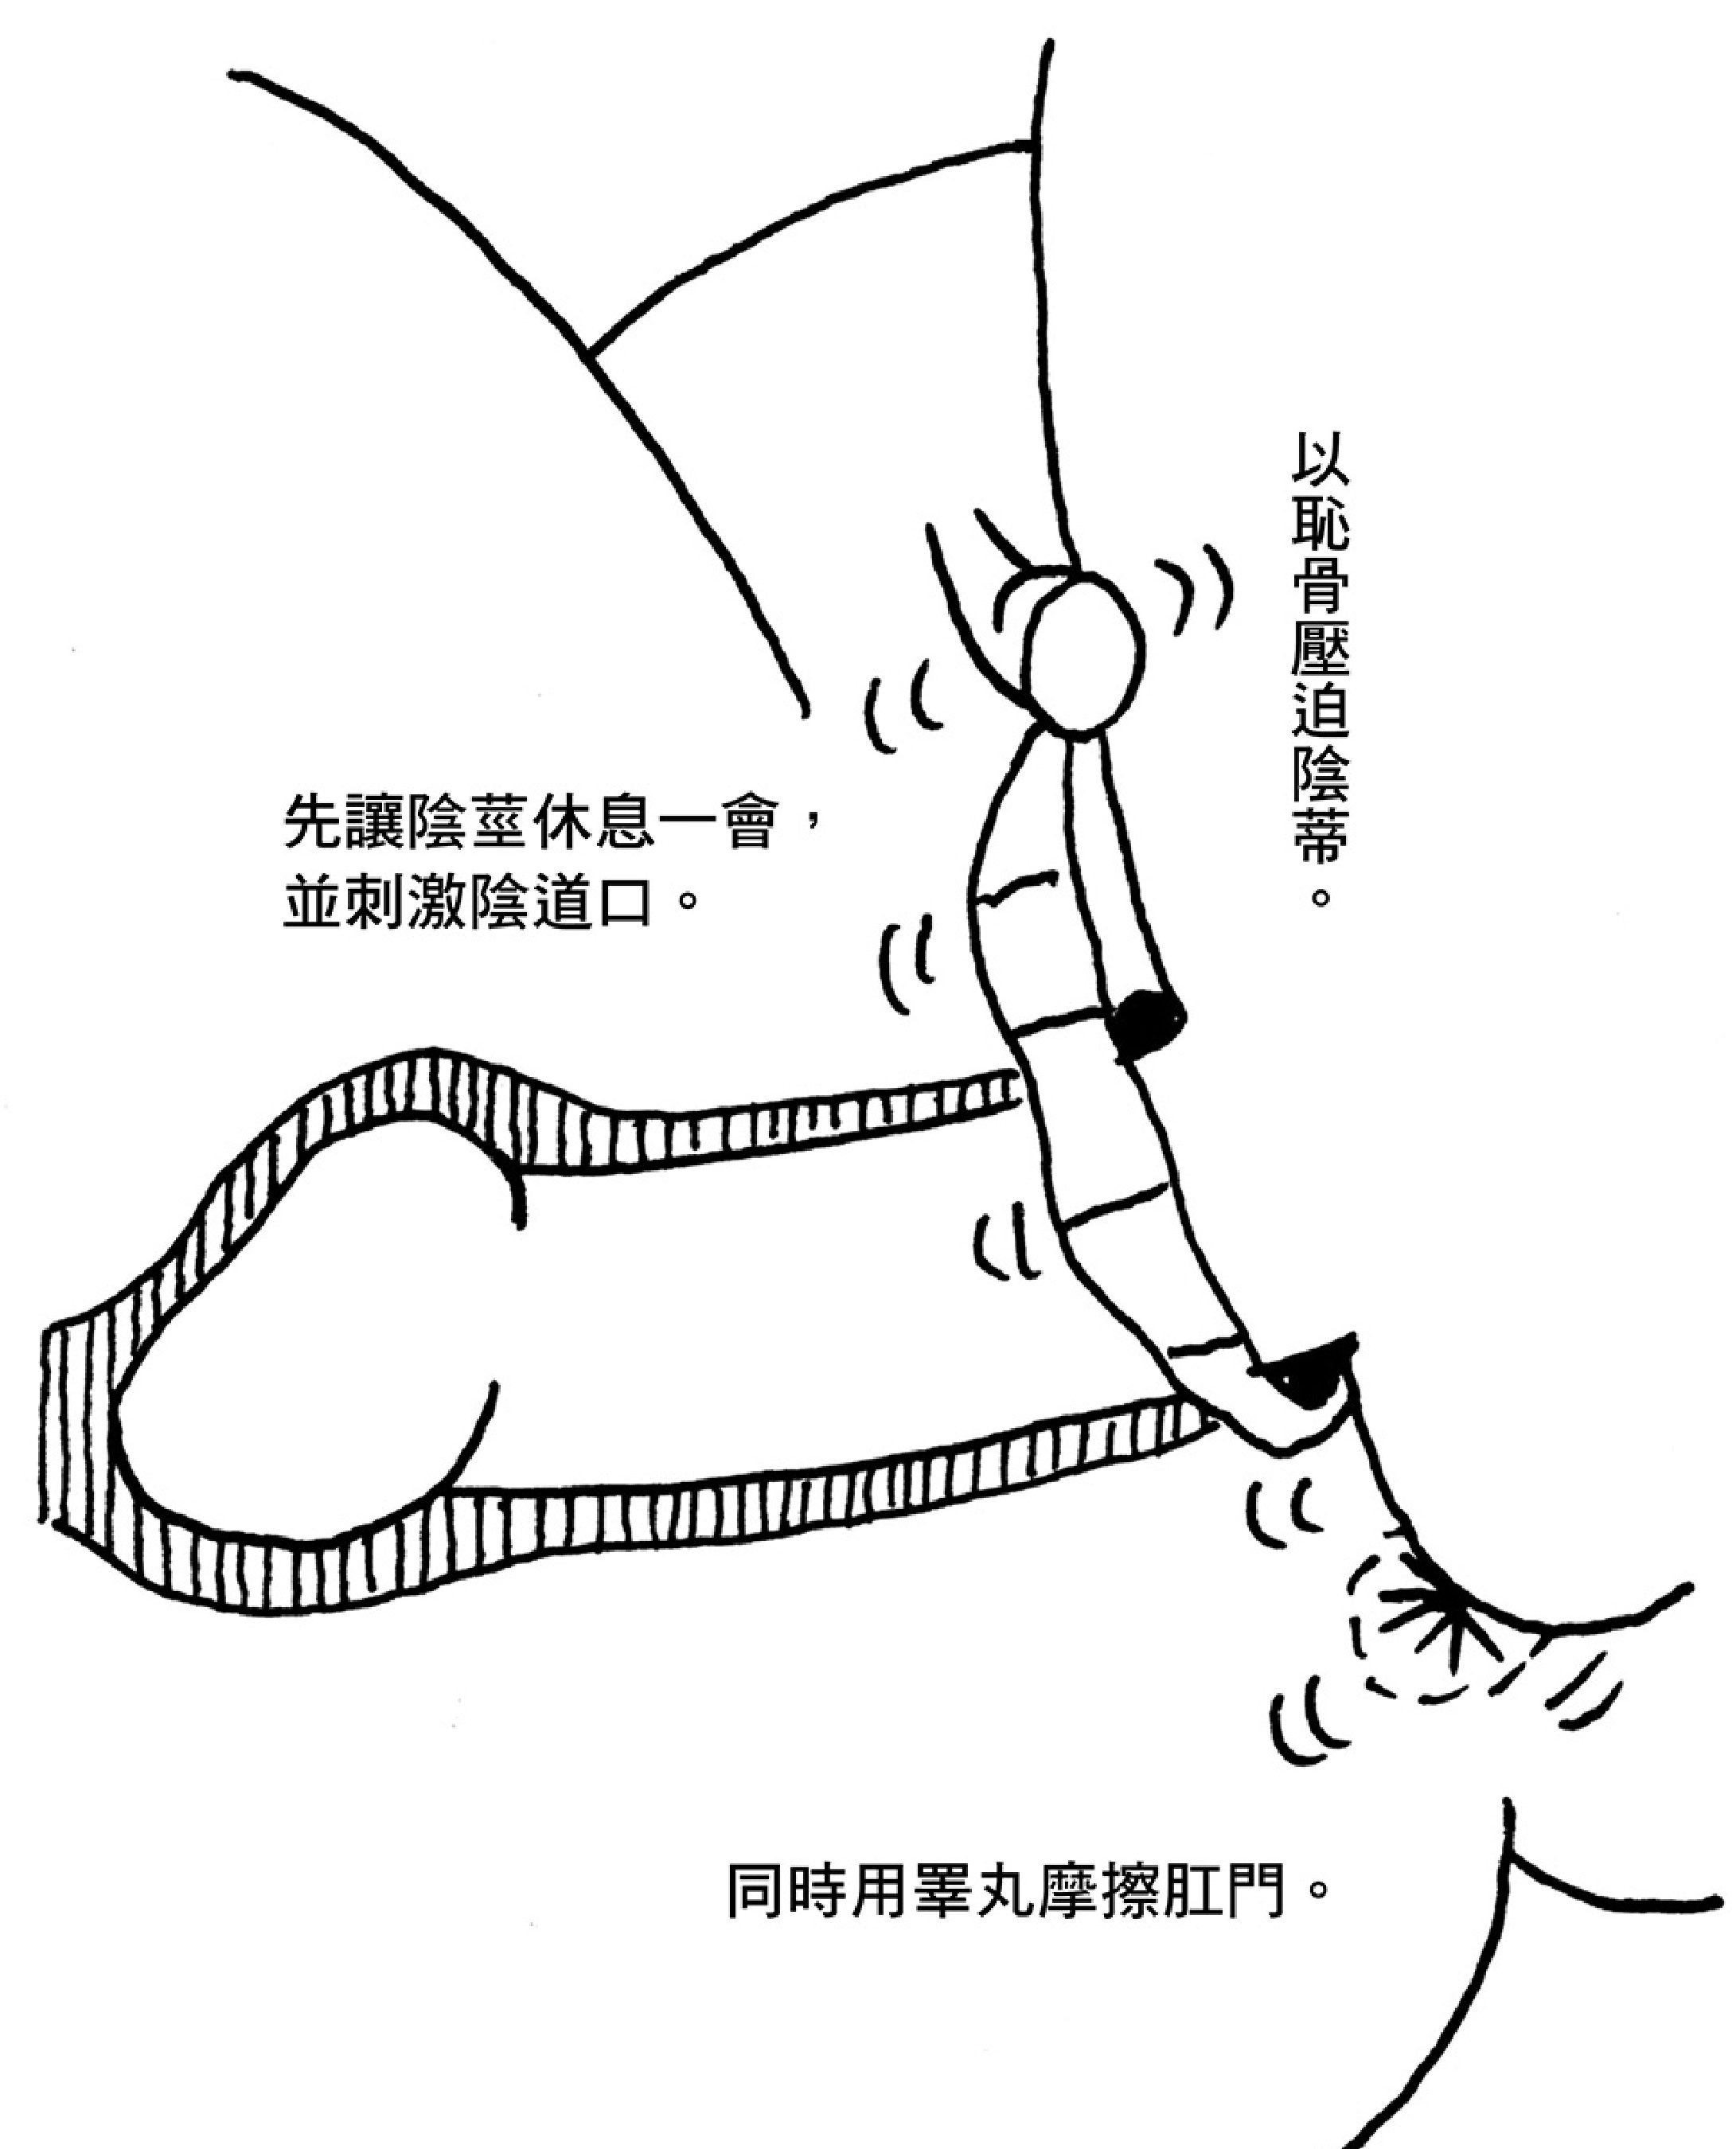 以恥骨壓迫陰蒂。
先讓陰莖休息一會，
並刺激陰道口。
同時用睪丸摩擦肛門。